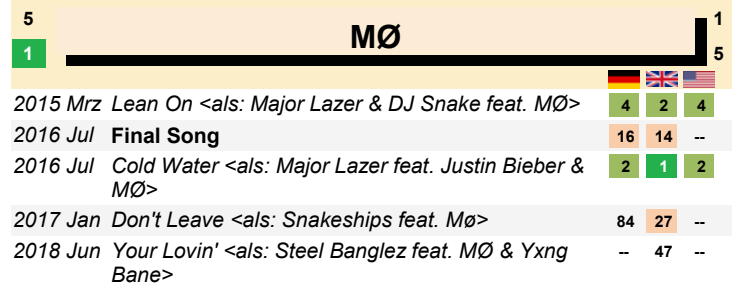 5
1
MØ
1
5
2015 Mrz Lean On <als: Major Lazer & DJ Snake feat. MØ> 4 2 4
2016 Jul Final Song 16 14 --
2016 Jul Cold Water <als: Major Lazer feat. Justin Bieber & 2 1 2
MØ>
2017 Jan Don't Leave <als: Snakeships feat. Mø> 84 27 --
2018 Jun Your Lovin' <als: Steel Banglez feat. MØ & Yxng -- 47 --
Bane>